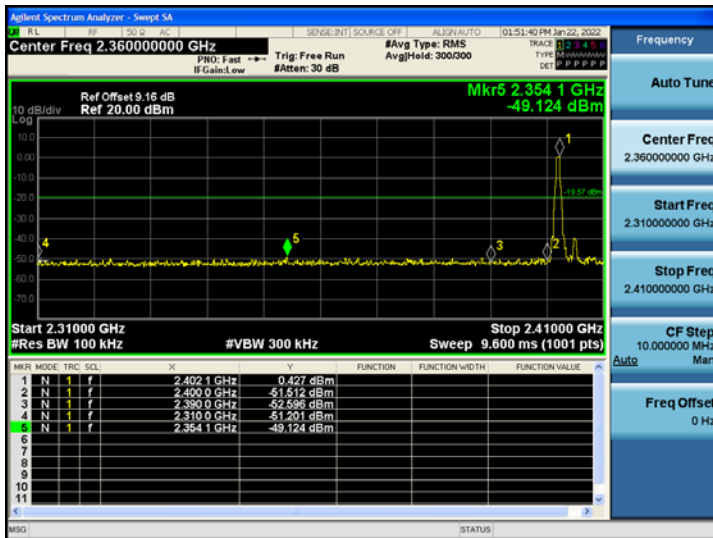 Agilent Spectrum Analyzer - Swept SA
LXI RL RF 50 Ω AC SENSE:INT SOURCE OFF ALIGN AUTO 01:51:40 PM Jan 22, 2022
Center Freq 2.360000000 GHz
#Avg Type: RMS
TRACE 1 2 3 4 5 6
PNO: Fast Trig: Free Run Avg|Hold: 300/300
TYPE M
IFGain:Low #Atten: 30 dB
DET P P P P P P
Mkr5 2.354 1 GHz
-49.124 dBm
Ref Offset 9.16 dB
10 dB/div Ref 20.00 dBm
Log
10.0
0.00
-10.0
-20.0
-30.0
-40.0
-50.0
-60.0
-70.0
1
-19.57 dBm
4
5
3
2
Start 2.31000 GHz Stop 2.41000 GHz
#Res BW 100 kHz #VBW 300 kHz Sweep 9.600 ms (1001 pts)
MKR MODE TRC SCL X Y FUNCTION FUNCTION WIDTH FUNCTION VALUE
1 N 1 f 2.402 1 GHz 0.427 dBm
2 N 1 f 2.400 0 GHz -51.512 dBm
3 N 1 f 2.390 0 GHz -52.596 dBm
4 N 1 f 2.310 0 GHz -51.201 dBm
5 N 1 f 2.354 1 GHz -49.124 dBm
6
7
8
9
10
11
MSG STATUS
Frequency
Auto Tune
Center Freq
2.360000000 GHz
Start Freq
2.310000000 GHz
Stop Freq
2.410000000 GHz
CF Step
10.000000 MHz
Auto Man
Freq Offset
0 Hz